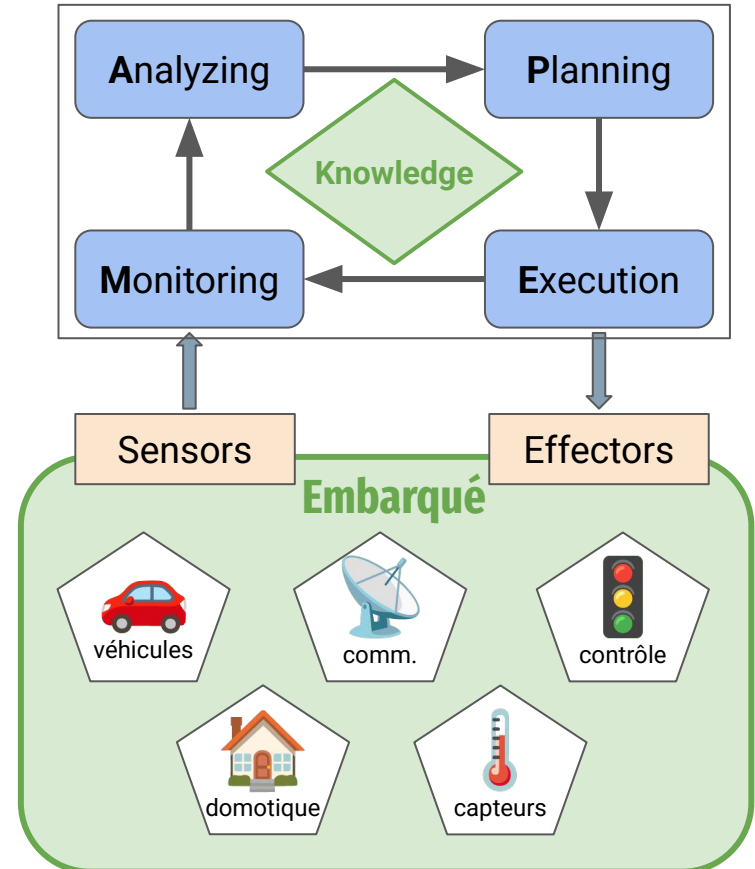 Analyzing
Planning
Knowledge
Monitoring
Execution
Sensors
Effectors
Embarqué
véhicules
comm.
contrôle
domotique
capteurs